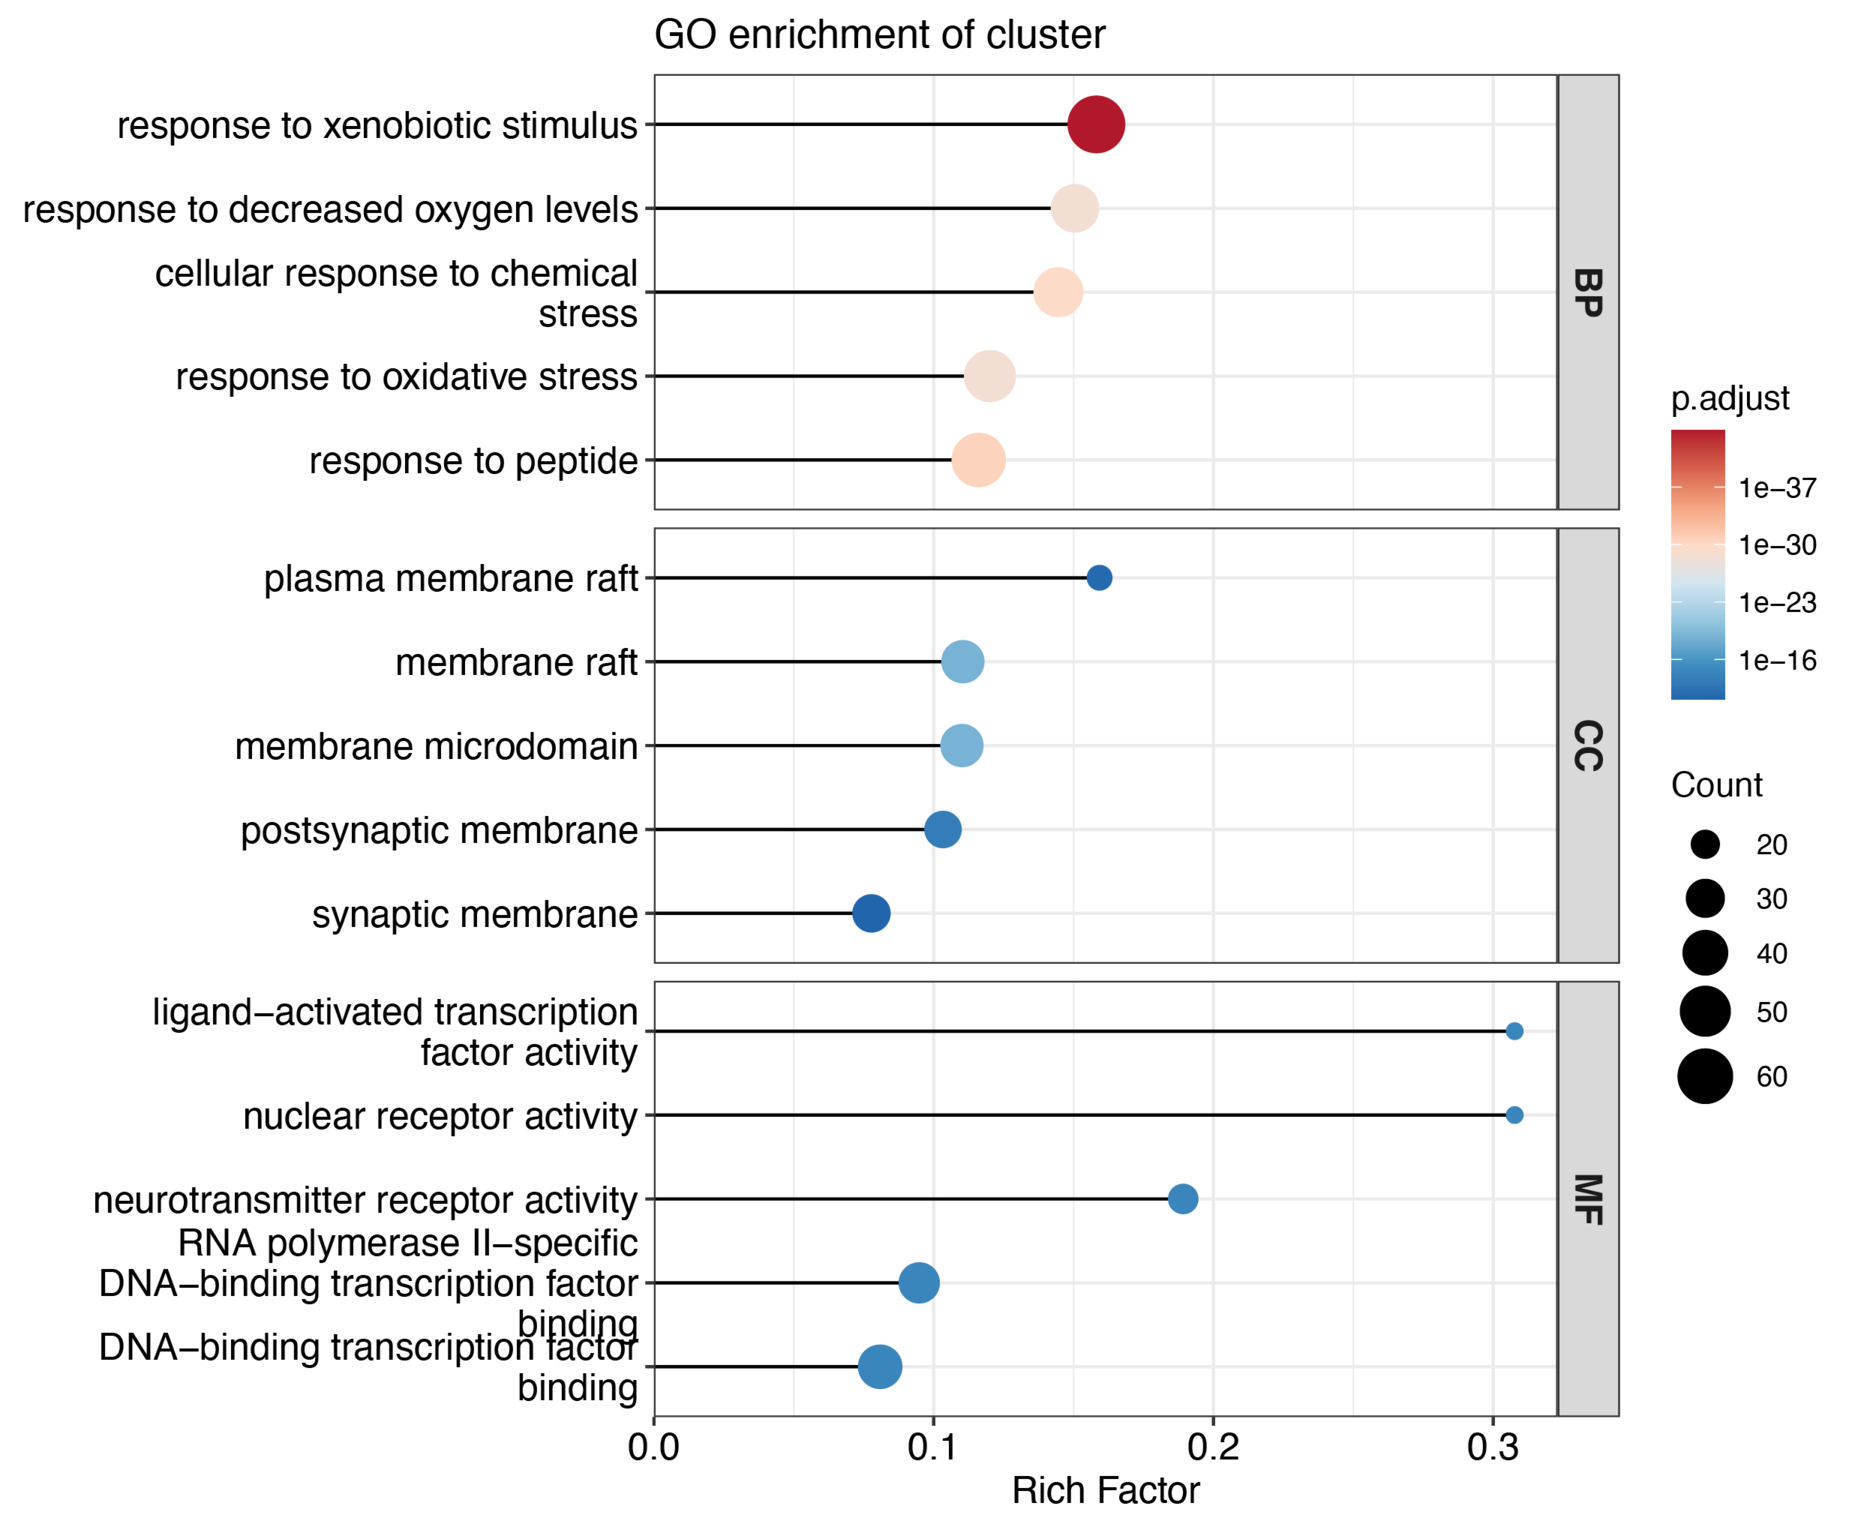 GO enrichment of cluster
response to xenobiotic stimulus
response to decreased oxygen levels
cellular response to chemical
stress
response to oxidative stress
response to peptide
BP
plasma membrane raft
membrane raft
membrane microdomain
postsynaptic membrane
synaptic membrane
CC
ligand−activated transcription
factor activity
nuclear receptor activity
neurotransmitter receptor activity
RNA polymerase II−specific
DNA−binding transcription factor
binding
DNA−binding transcription factor
binding
MF
0.0
0.1
0.2
0.3
Rich Factor
p.adjust
1e−37
1e−30
1e−23
1e−16
Count
20
30
40
50
60